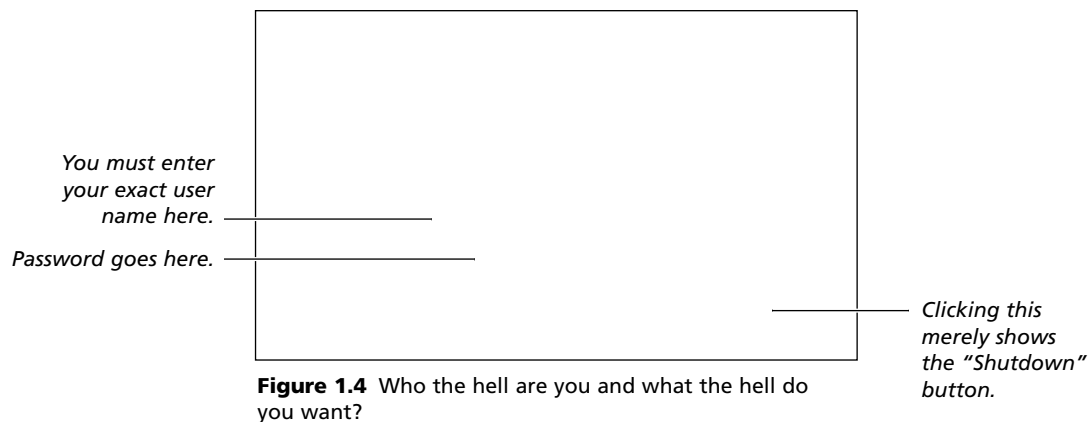 You must enter
your exact user
name here.
Password goes here.
Clicking this
merely shows
the “Shutdown”
button.
Figure 1.4 Who the hell are you and what the hell do
you want?